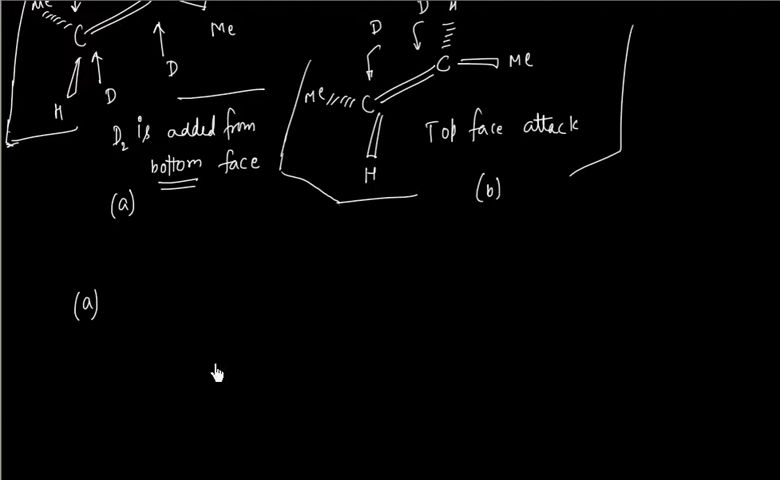 Me
C
Me
D
H
D
D₂ is added from
bottom face
(a)
D
D
H
Me
C
C
Me
H
Top face attack
(b)
(a)